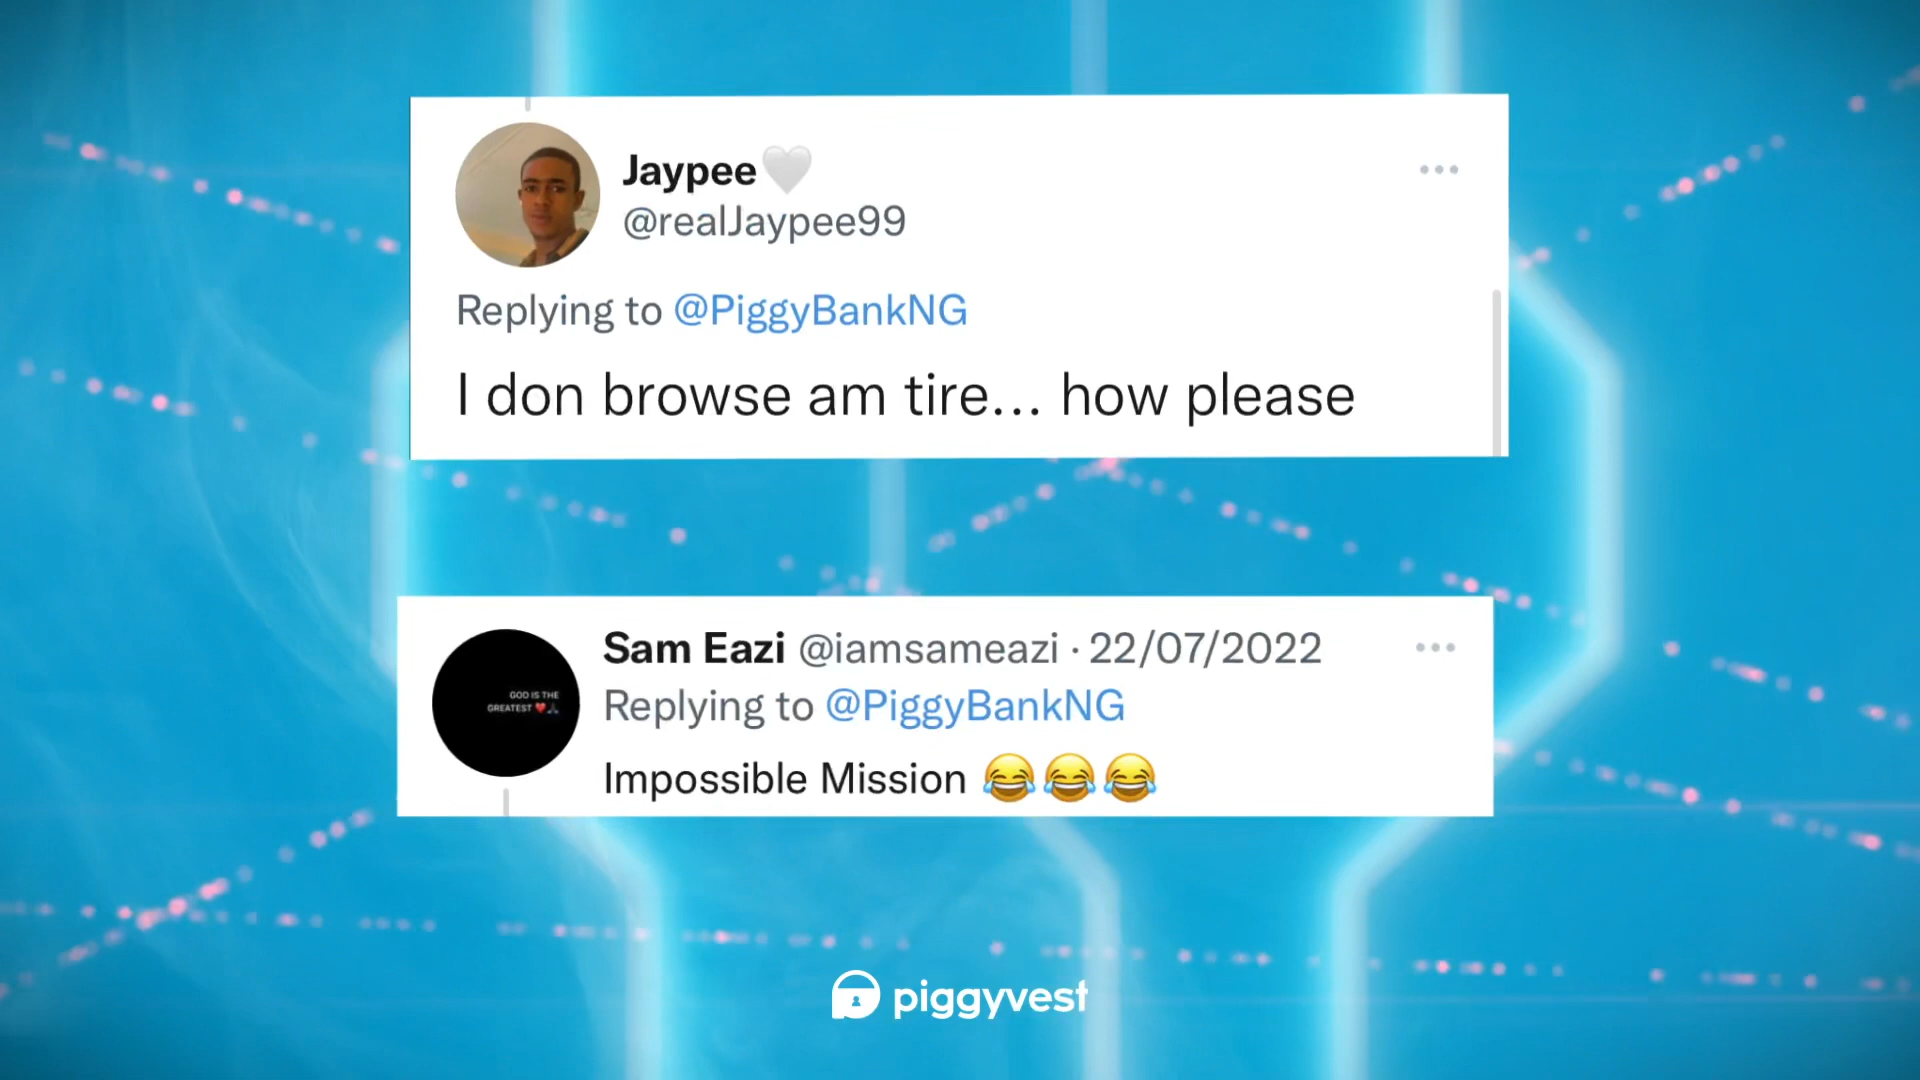 Jaypee🤍
@realJaypee99
Replying to @PiggyBankNG
I don browse am tire... how please
Sam Eazi @iamsameazi · 22/07/2022
GOD IS THE
GREATEST ❤️🙏
Replying to @PiggyBankNG
Impossible Mission 😂😂😂
piggyvest